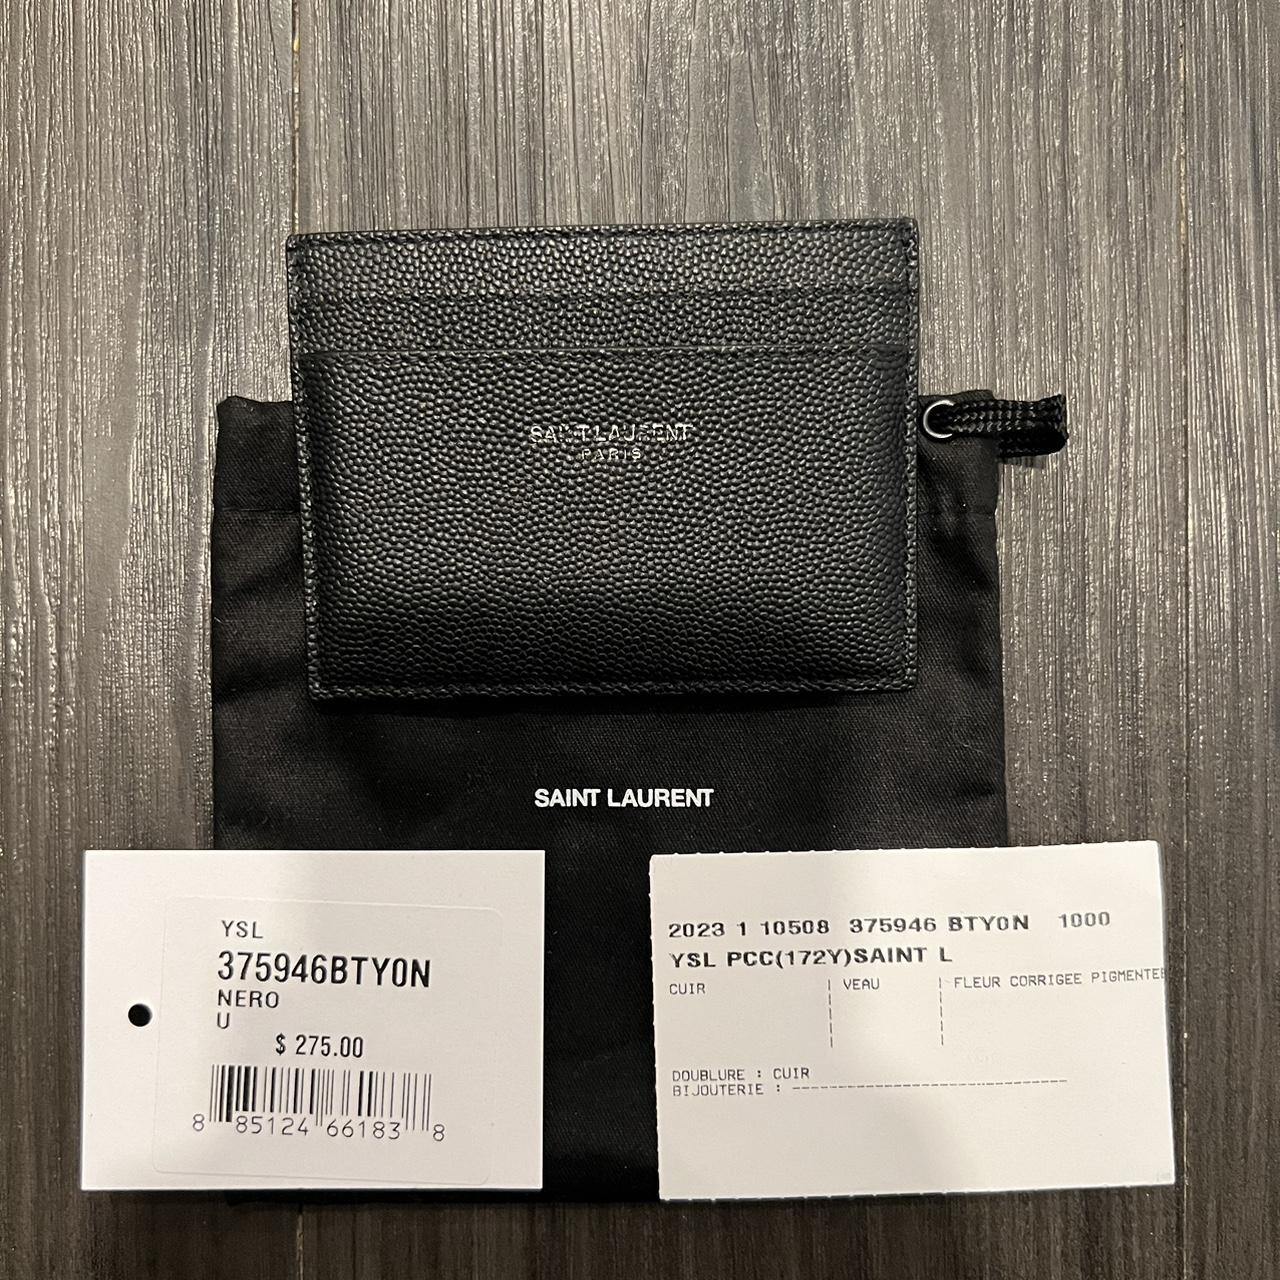 SAINT LAURENT
PARIS
SAINT LAURENT
YSL
375946BTY0N
NERO
U
$ 275.00
8 85124 66183 8
2023 1 10508 375946 BTY0N 1000
YSL PCC(172Y)SAINT L
CUIR | VEAU | FLEUR CORRIGEE PIGMENTEE
DOUBLURE : CUIR
BIJOUTERIE : ------------------------------